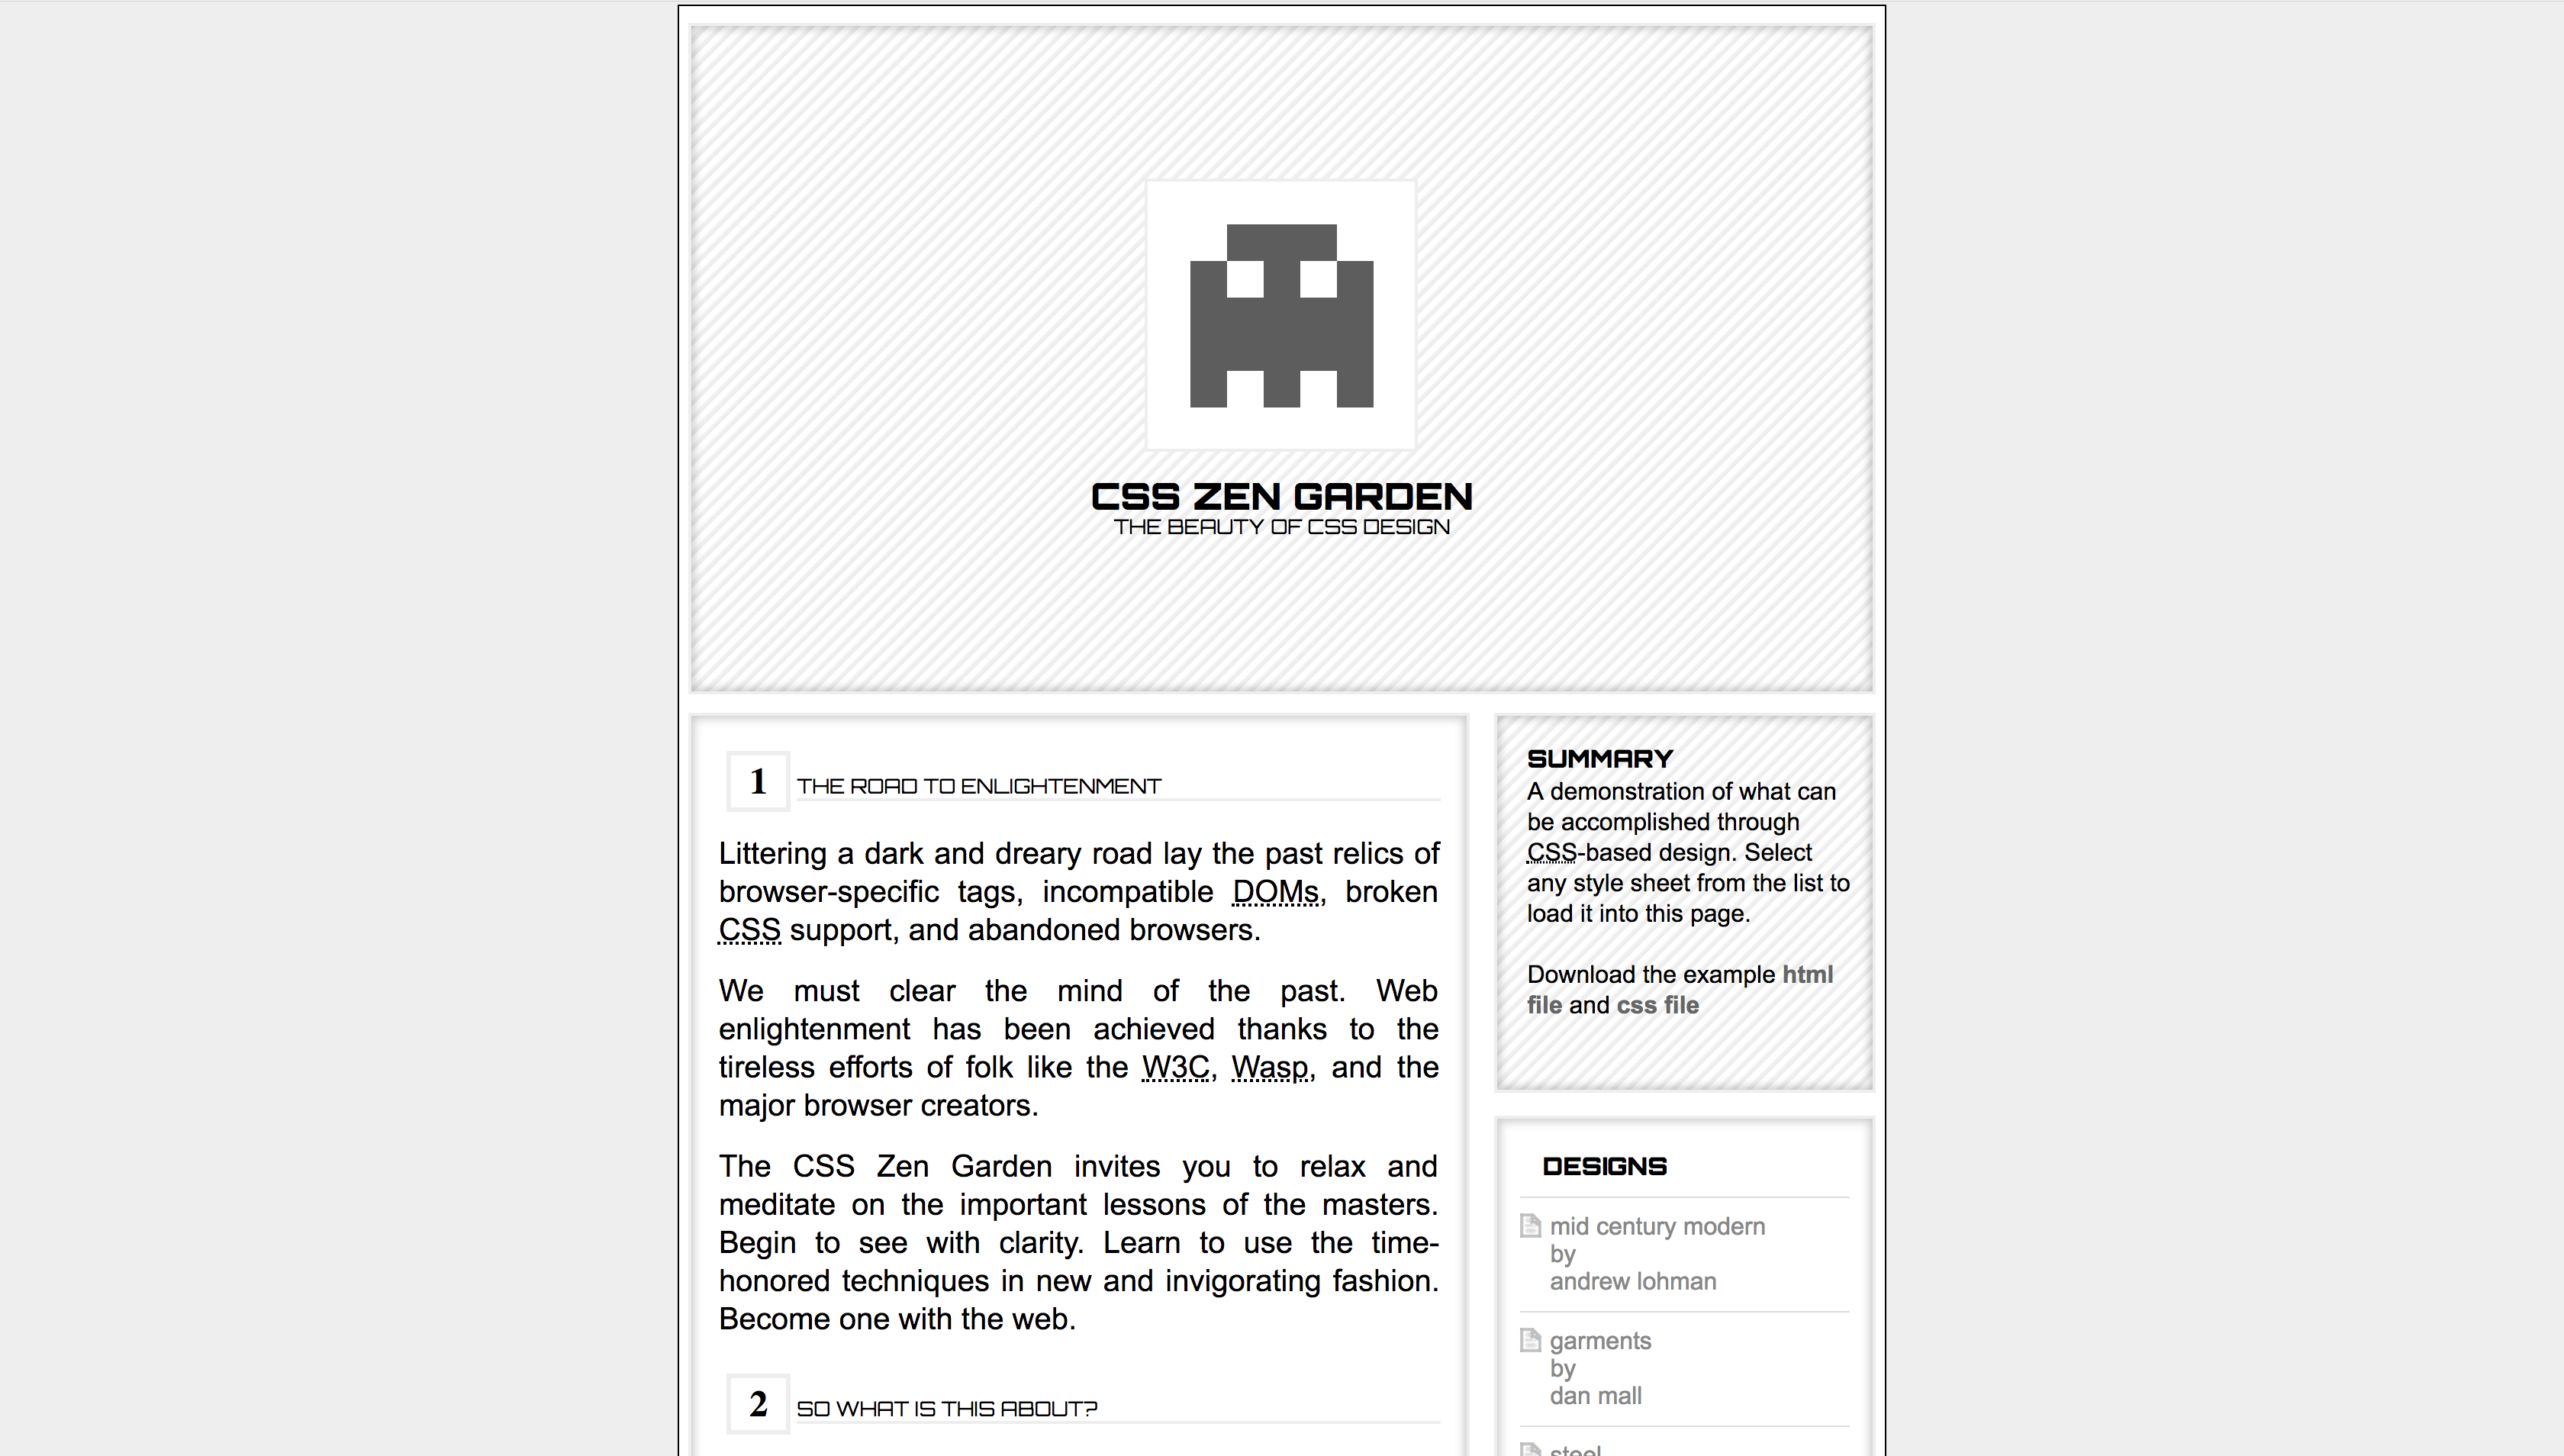 CSS ZEN GARDEN
THE BEAUTY OF CSS DESIGN
1 THE ROAD TO ENLIGHTENMENT
Littering a dark and dreary road lay the past relics of
browser-specific tags, incompatible DOMs, broken
CSS support, and abandoned browsers.
We must clear the mind of the past. Web
enlightenment has been achieved thanks to the
tireless efforts of folk like the W3C, Wasp, and the
major browser creators.
The CSS Zen Garden invites you to relax and
meditate on the important lessons of the masters.
Begin to see with clarity. Learn to use the time-
honored techniques in new and invigorating fashion.
Become one with the web.
2 SO WHAT IS THIS ABOUT?
SUMMARY
A demonstration of what can
be accomplished through
CSS-based design. Select
any style sheet from the list to
load it into this page.
Download the example html
file and css file
DESIGNS
mid century modern
by
andrew lohman
garments
by
dan mall
steel